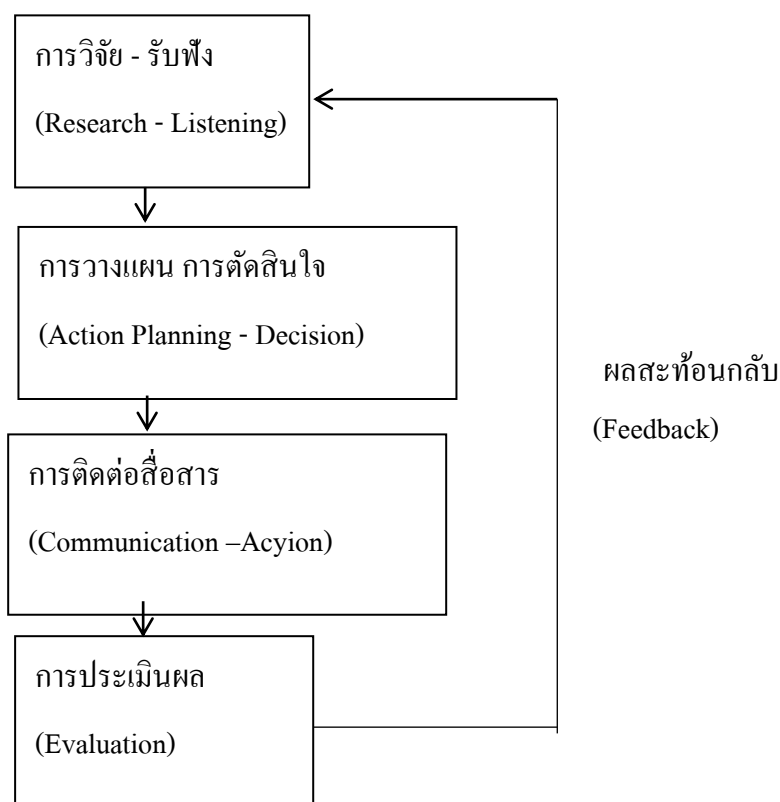 การวิจัย - รับฟัง
(Research - Listening)
การวางแผน การตัดสินใจ
(Action Planning - Decision)
การติดต่อสื่อสาร
(Communication –Acyion)
การประเมินผล
(Evaluation)
ผลสะท้อนกลับ
(Feedback)